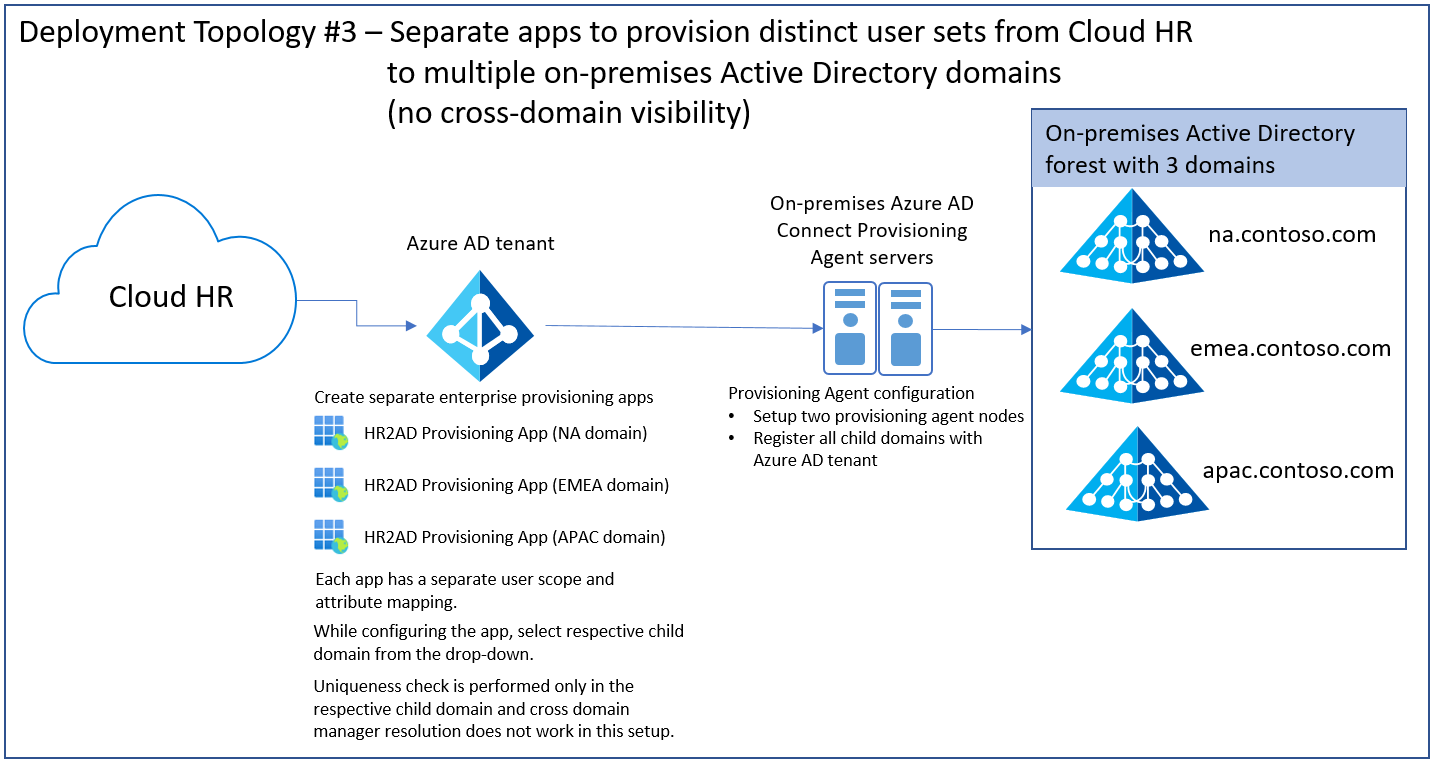 Deployment Topology #3 – Separate apps to provision distinct user sets from Cloud HR
to multiple on-premises Active Directory domains
(no cross-domain visibility)
Cloud HR
Azure AD tenant
Create separate enterprise provisioning apps
HR2AD Provisioning App (NA domain)
HR2AD Provisioning App (EMEA domain)
HR2AD Provisioning App (APAC domain)
Each app has a separate user scope and
attribute mapping.
While configuring the app, select respective child
domain from the drop-down.
Uniqueness check is performed only in the
respective child domain and cross domain
manager resolution does not work in this setup.
On-premises Azure AD
Connect Provisioning
Agent servers
Provisioning Agent configuration
• Setup two provisioning agent nodes
• Register all child domains with
Azure AD tenant
On-premises Active Directory
forest with 3 domains
na.contoso.com
emea.contoso.com
apac.contoso.com